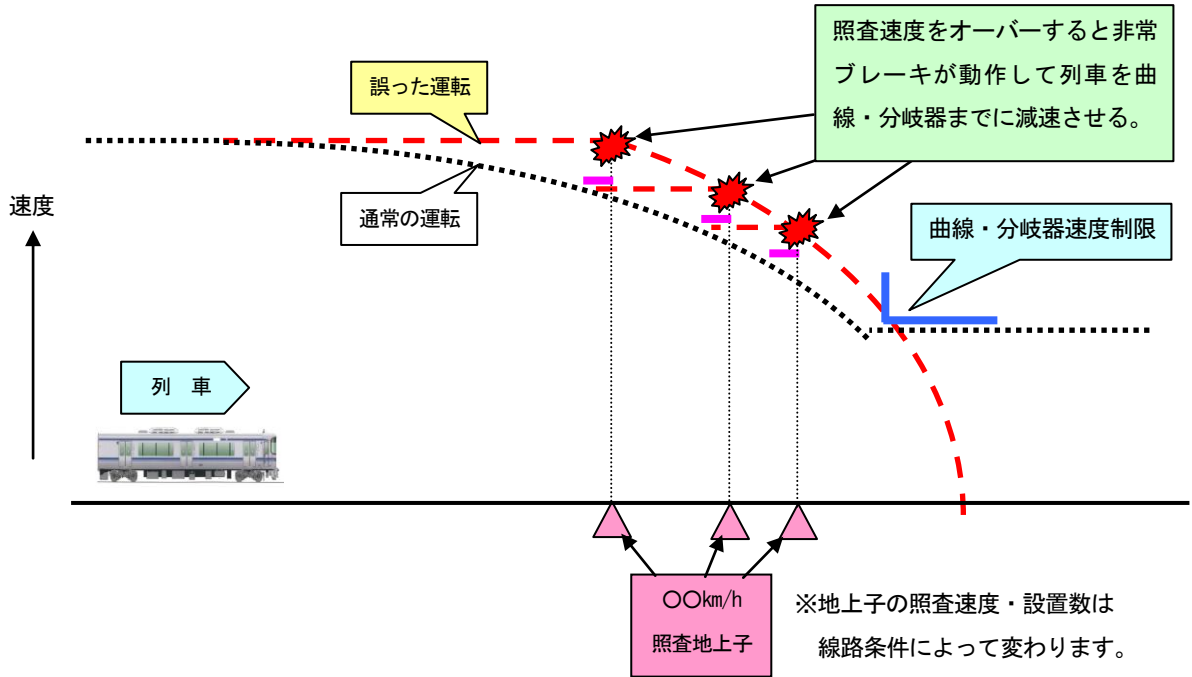 照査速度をオーバーすると非常
ブレーキが動作して列車を曲
線・分岐器までに減速させる。
誤った運転
通常の運転
速度
曲線・分岐器速度制限
列 車
○○km/h
照査地上子
※地上子の照査速度・設置数は
線路条件によって変わります。